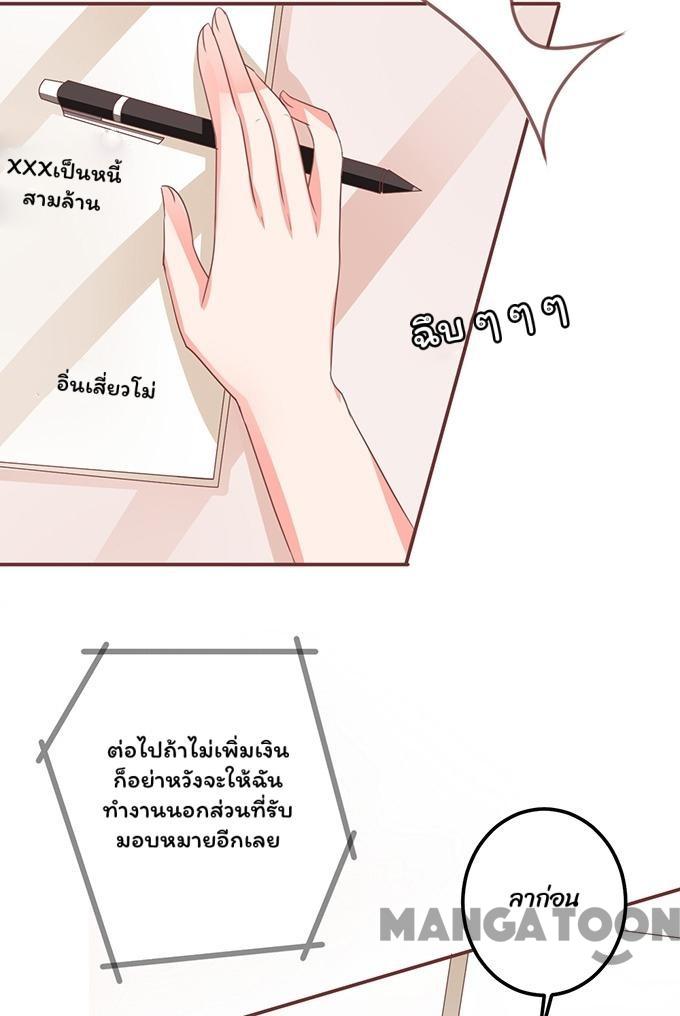 XXXเป็นหนี้
สามล้าน
ฉึบ ๆ ๆ ๆ
อิ่นเสี่ยวโม่
ต่อไปถ้าไม่เพิ่มเงิน
ก็อย่าหวังจะให้ฉัน
ทำงานนอกส่วนที่รับ
มอบหมายอีกเลย
ลาก่อน
MANGATOON